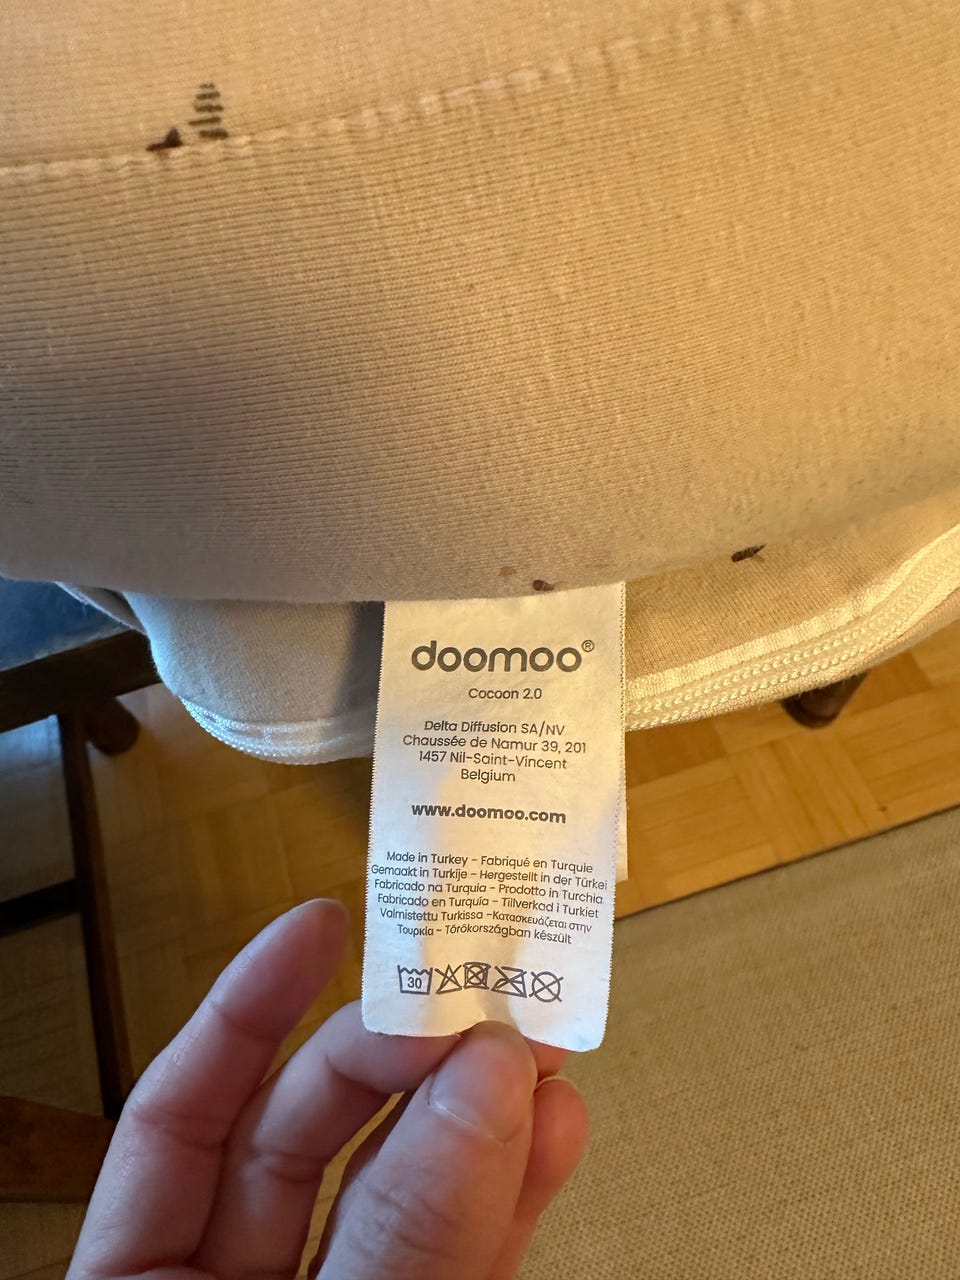 doomoo®
Cocoon 2.0
Delta Diffusion SA/NV
Chaussée de Namur 39, 201
1457 Nil-Saint-Vincent
Belgium
www.doomoo.com
Made in Turkey - Fabriqué en Turquie
Gemaakt in Turkije - Hergestellt in der Türkei
Fabricado na Turquia - Prodotto in Turchia
Fabricado en Turquía - Tillverkad i Turkiet
Valmistettu Turkissa -Κατασκευάζεται στην
Τουρκία - Törökországban készült
30